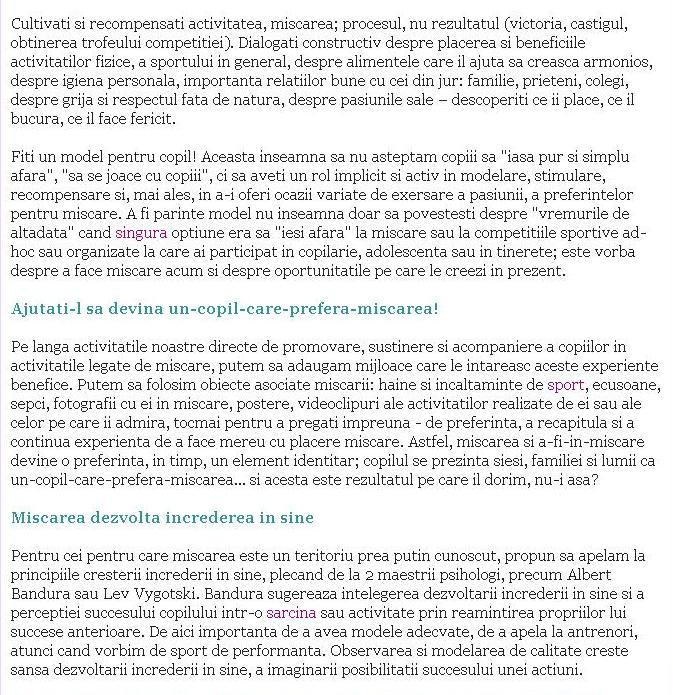 Cultivati si recompensati activitatea, miscarea; procesul, nu rezultatul (victoria, castigul,
obtinerea trofeului competitiei). Dialogati constructiv despre placerea si beneficiile
activitatilor fizice, a sportului in general, despre alimentele care il ajuta sa creasca armonios,
despre igiena personala, importanta relatiilor bune cu cei din jur: familie, prieteni, colegi,
despre grija si respectul fata de natura, despre pasiunile sale – descoperiti ce ii place, ce il
bucura, ce il face fericit.
Fiti un model pentru copil! Aceasta inseamna sa nu asteptam copiii sa "iasa pur si simplu
afara", "sa se joace cu copiii", ci sa aveti un rol implicit si activ in modelare, stimulare,
recompensare si, mai ales, in a-i oferi ocazii variate de exersare a pasiunii, a preferintelor
pentru miscare. A fi parinte model nu inseamna doar sa povestesti despre "vremurile de
altadata" cand singura optiune era sa "iesi afara" la miscare sau la competitiile sportive ad-
hoc sau organizate la care ai participat in copilarie, adolescenta sau in tinerete; este vorba
despre a face miscare acum si despre oportunitatile pe care le creezi in prezent.
Ajutati-l sa devina un-copil-care-prefera-miscarea!
Pe langa activitatile noastre directe de promovare, sustinere si acompaniere a copiilor in
activitatile legate de miscare, putem sa adaugam mijloace care le intareasc aceste experiente
benefice. Putem sa folosim obiecte asociate miscarii: haine si incaltaminte de sport, ecusoane,
sepci, fotografii cu ei in miscare, postere, videoclipuri ale activitatilor realizate de ei sau ale
celor pe care ii admira, tocmai pentru a pregati impreuna - de preferinta, a recapitula si a
continua experienta de a face mereu cu placere miscare. Astfel, miscarea si a-fi-in-miscare
devine o preferinta, in timp, un element identitar; copilul se prezinta siesi, familiei si lumii ca
un-copil-care-prefera-miscarea... si acesta este rezultatul pe care il dorim, nu-i asa?
Miscarea dezvolta increderea in sine
Pentru cei pentru care miscarea este un teritoriu prea putin cunoscut, propun sa apelam la
principiile cresterii increderii in sine, plecand de la 2 maestrii psihologi, precum Albert
Bandura sau Lev Vygotski. Bandura sugereaza intelegerea dezvoltarii increderii in sine si a
perceptiei succesului copilului intr-o sarcina sau activitate prin reamintirea propriilor lui
succese anterioare. De aici importanta de a avea modele adecvate, de a apela la antrenori,
atunci cand vorbim de sport de performanta. Observarea si modelarea de calitate creste
sansa dezvoltarii increderii in sine, a imaginarii posibilitatii succesului unei actiuni.